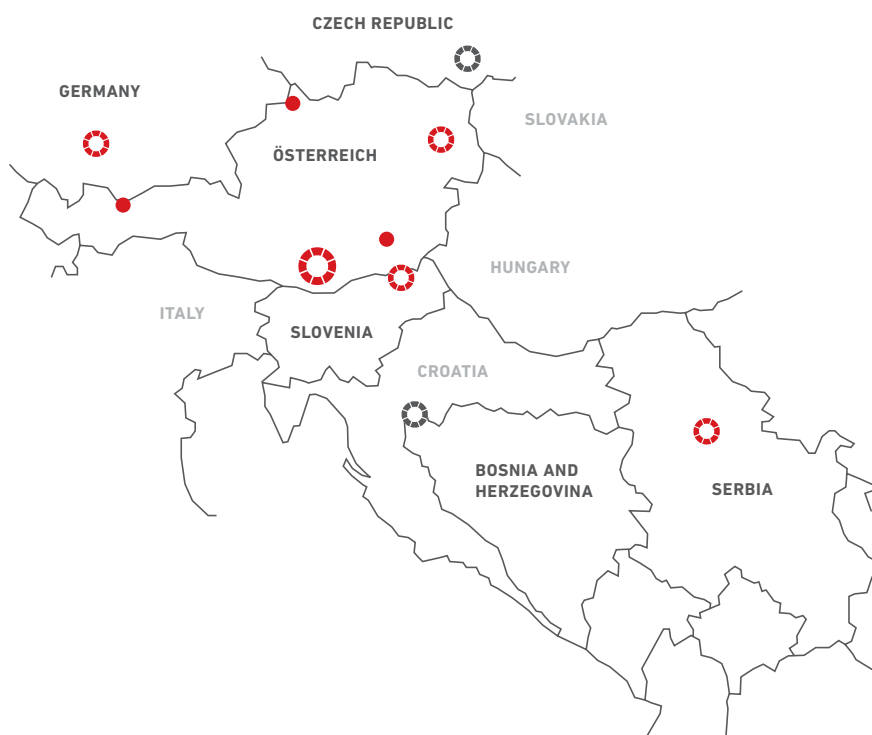 CZECH REPUBLIC
GERMANY
SLOVAKIA
ÖSTERREICH
HUNGARY
ITALY
SLOVENIA
CROATIA
BOSNIA AND
HERZEGOVINA
SERBIA